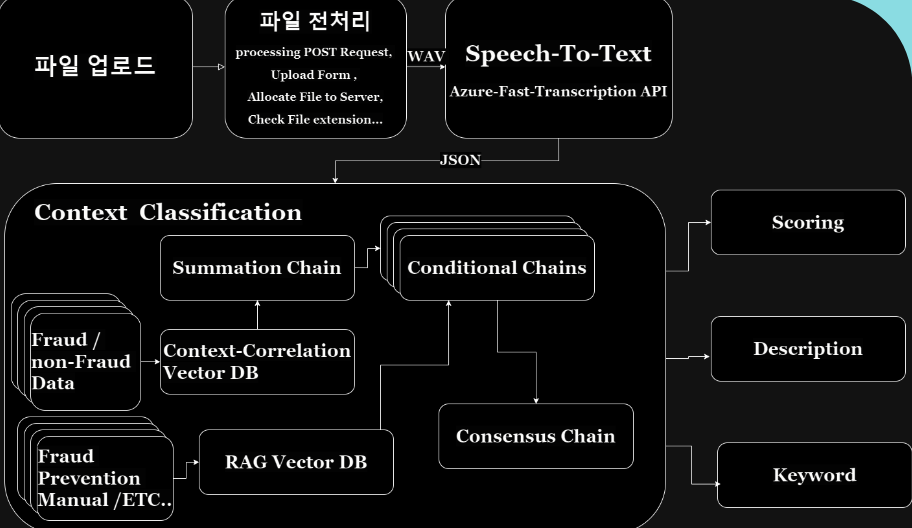 파일 업로드
파일 전처리
processing POST Request,
Upload Form ,
Allocate File to Server,
Check File extension...
WAV
Speech-To-Text
Azure-Fast-Transcription API
JSON
Context Classification
Summation Chain
Conditional Chains
Fraud /
non-Fraud
Data
Context-Correlation
Vector DB
Fraud
Prevention
Manual /ETC..
RAG Vector DB
Consensus Chain
Scoring
Description
Keyword